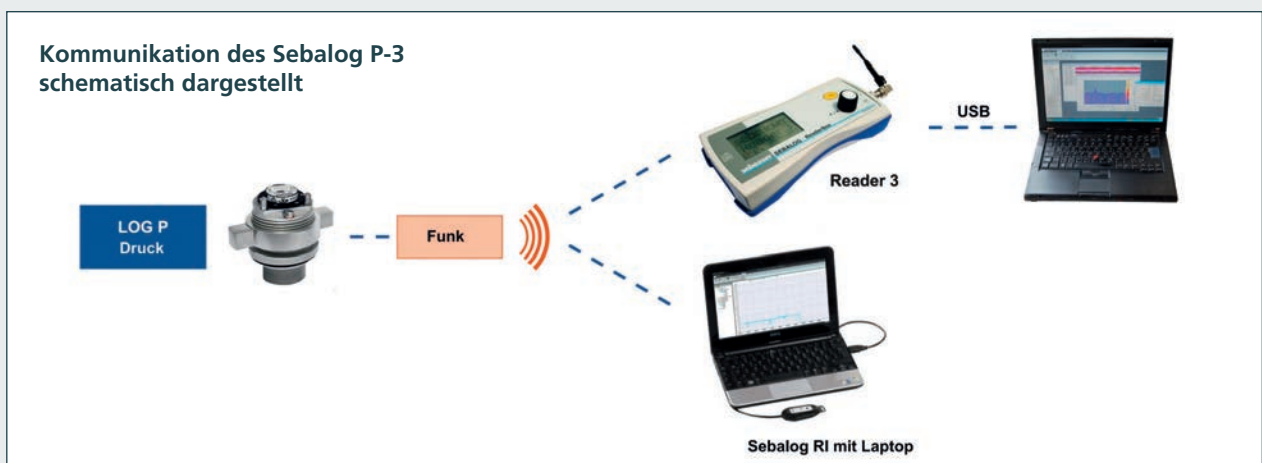 Kommunikation des Sebalog P-3
schematisch dargestellt
LOG P
Druck
Funk
USB
Reader 3
Sebalog RI mit Laptop